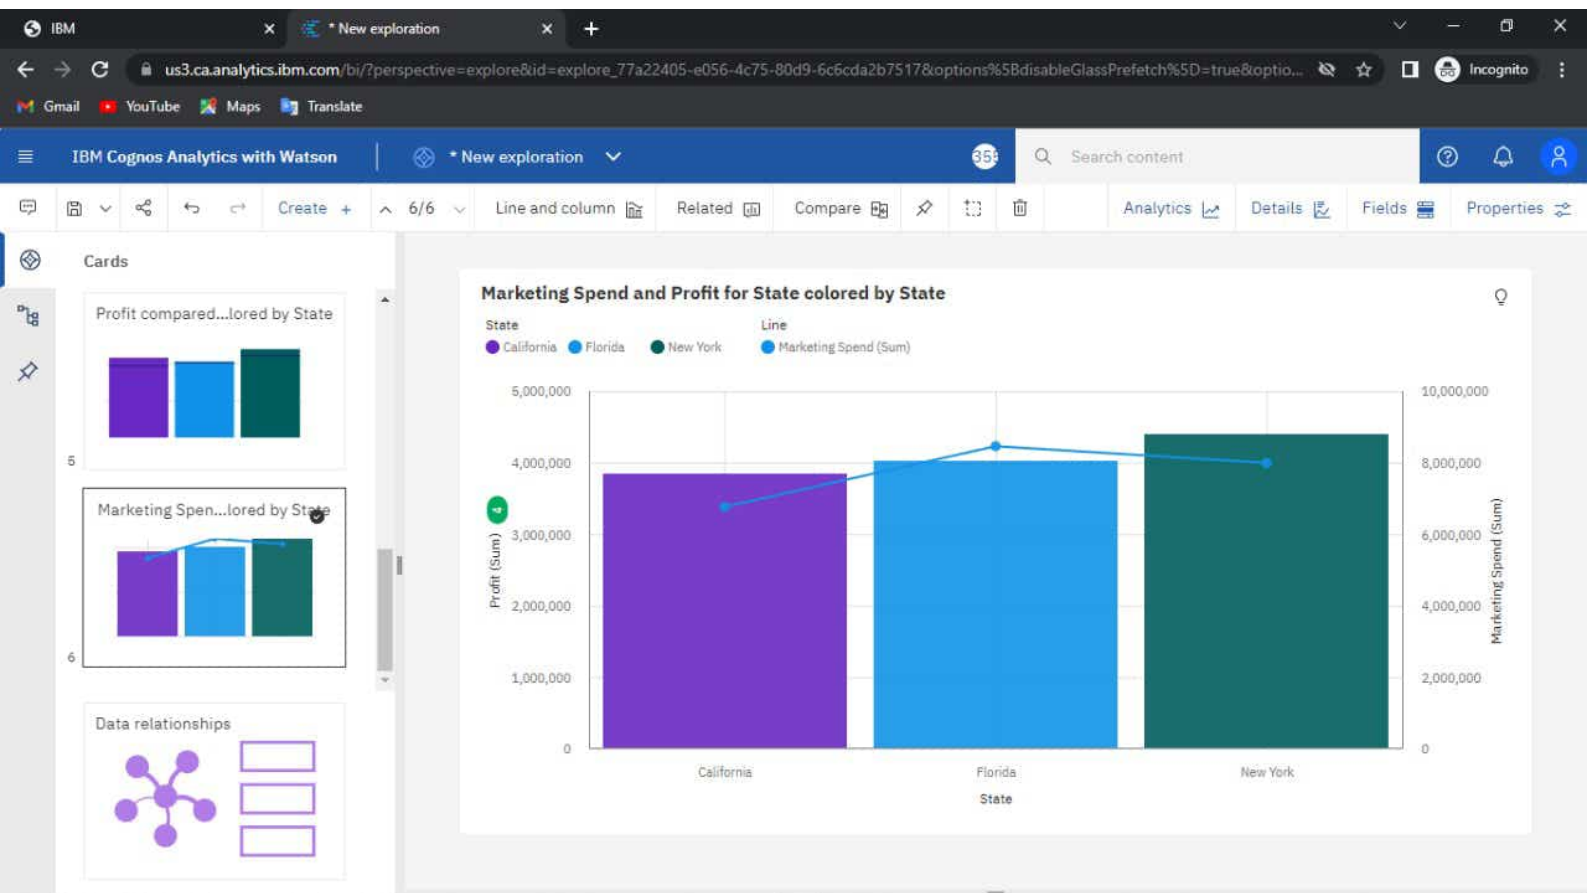 IBM
* New exploration
us3.ca.analytics.ibm.com/bi/?perspective=explore&id=explore_77a22405-e056-4c75-80d9-6c6cda2b7517&options%5BdisableGlassPrefetch%5D=true&optio...
Incognito
Gmail
YouTube
Maps
Translate
IBM Cognos Analytics with Watson
* New exploration
Search content
Create +
6/6
Line and column
Related
Compare
Analytics
Details
Fields
Properties
Cards
Profit compared...lored by State
5
Marketing Spen...lored by State
6
Data relationships
Marketing Spend and Profit for State colored by State
State
California
Florida
New York
Line
Marketing Spend (Sum)
5,000,000
4,000,000
3,000,000
2,000,000
1,000,000
0
Profit (Sum)
10,000,000
8,000,000
6,000,000
4,000,000
2,000,000
0
Marketing Spend (Sum)
California
Florida
New York
State